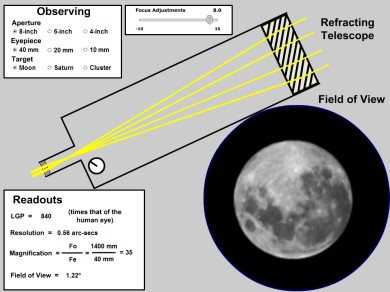 Observing
Aperture
8-inch 6-inch 4-inch
Eyepiece
40 mm 20 mm 10 mm
Target
Moon Saturn Cluster
Focus Adjustments 8.0
-10 10
Refracting
Telescope
Field of View
Readouts
LGP = 840 (times that of the
human eye)
Resolution = 0.56 arc-secs
Magnification = Fo / Fe = 1400 mm / 40 mm = 35
Field of View = 1.22°